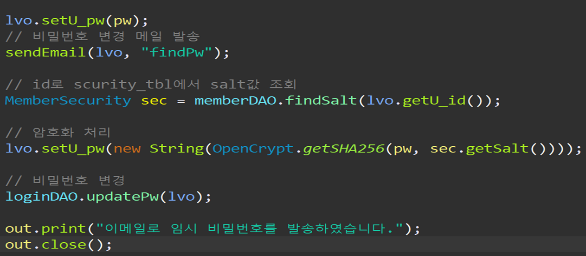 lvo.setU_pw(pw);
// 비밀번호 변경 메일 발송
sendEmail(lvo, "findPw");
// id로 scurity_tbl에서 salt값 조회
MemberSecurity sec = memberDAO.findSalt(lvo.getU_id());
// 암호화 처리
lvo.setU_pw(new String(OpenCrypt.getSHA256(pw, sec.getSalt())));
// 비밀번호 변경
loginDAO.updatePw(lvo);
out.print("이메일로 임시 비밀번호를 발송하였습니다.");
out.close();